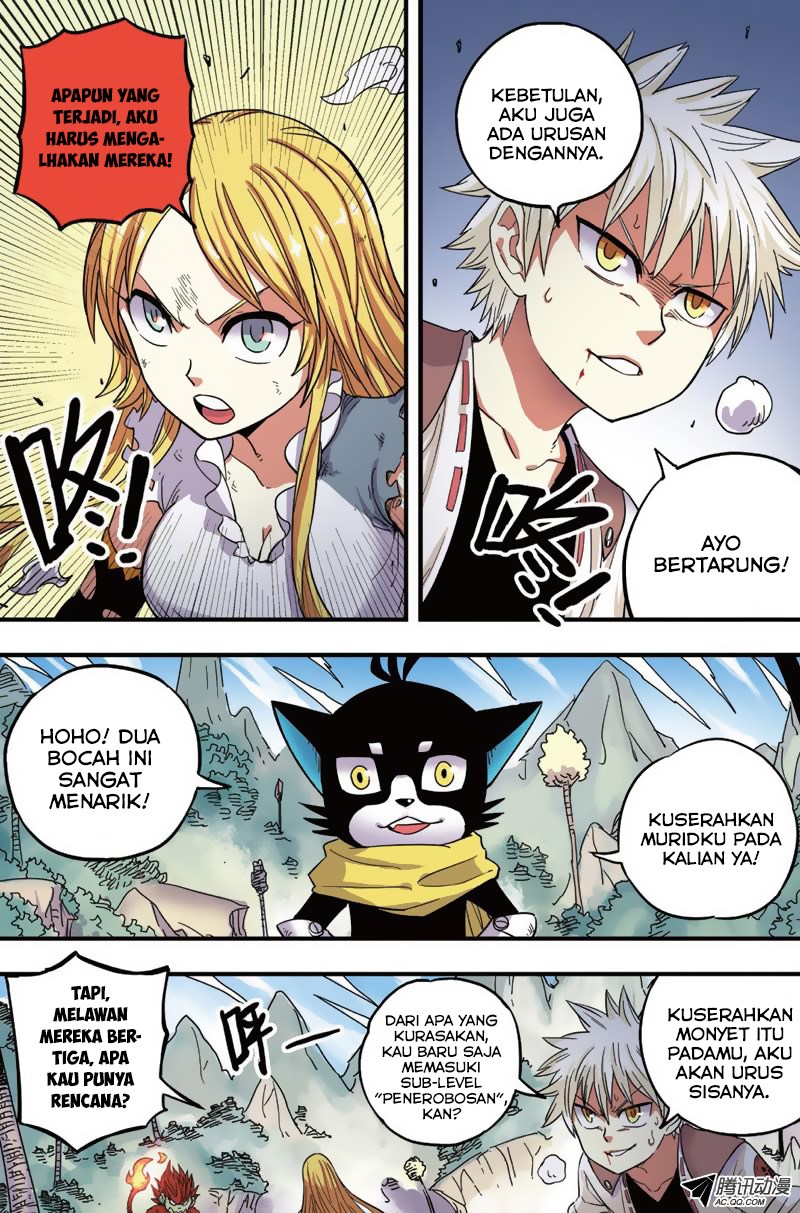 APAPUN YANG
TERJADI, AKU
HARUS MENGA-
LHAKAN MEREKA!
KEBETULAN,
AKU JUGA
ADA URUSAN
DENGANNYA.
咚!!
咚!!
AYO
BERTARUNG!
HOHO! DUA
BOCAH INI
SANGAT
MENARIK!
KUSERAHKAN
MURIDKU PADA
KALIAN YA!
TAPI,
MELAWAN
MEREKA BER-
TIGA, APA
KAU PUNYA
RENCANA?
呼—
DARI APA YANG
KURASAKAN,
KAU BARU SAJA
MEMASUKI
SUB-LEVEL
"PENEROBOSAN",
KAN?
KUSERAHKAN
MONYET ITU
PADAMU, AKU
AKAN URUS
SISANYA.
腾讯动漫
AC.QQ.COM